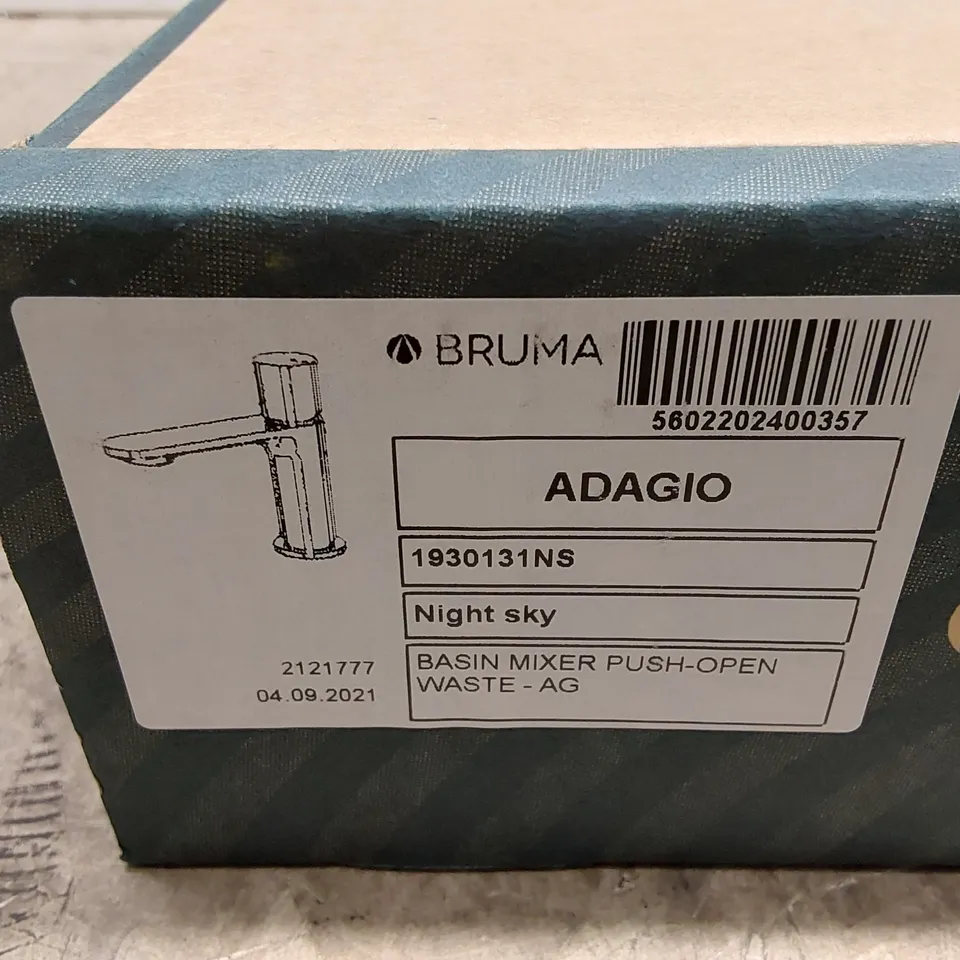 BRUMA
5602202400357
ADAGIO
1930131NS
Night sky
BASIN MIXER PUSH-OPEN
WASTE - AG
2121777
04.09.2021